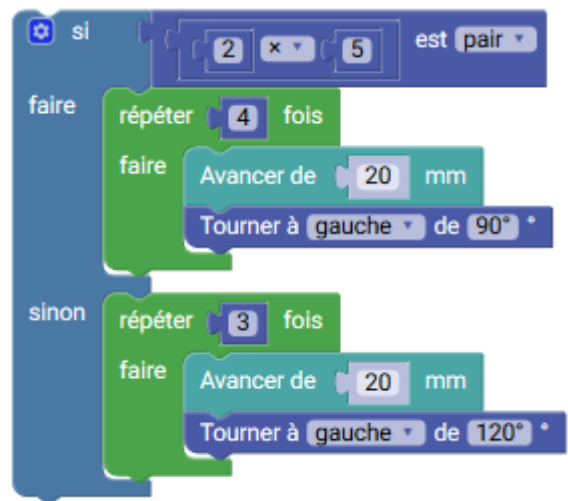 si 2 × 5 est pair
faire répéter 4 fois
faire Avancer de 20 mm
Tourner à gauche de 90° °
sinon répéter 3 fois
faire Avancer de 20 mm
Tourner à gauche de 120° °